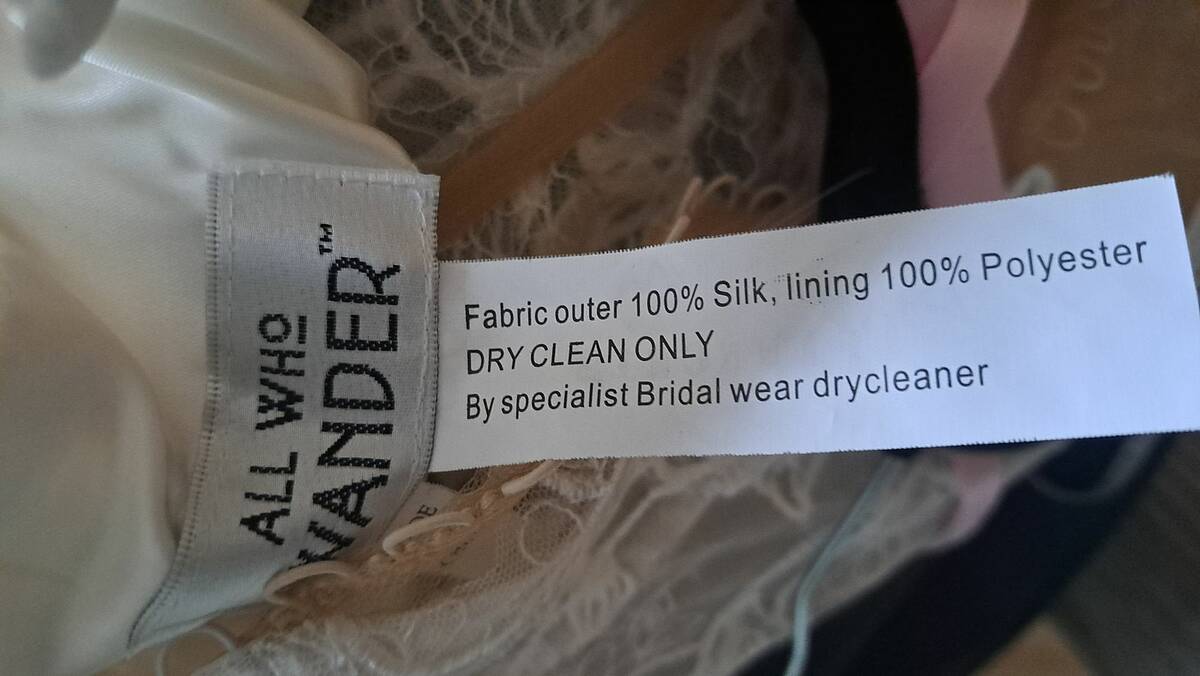 ALL WHO
WANDER™
Fabric outer 100% Silk, lining 100% Polyester
DRY CLEAN ONLY
By specialist Bridal wear drycleaner